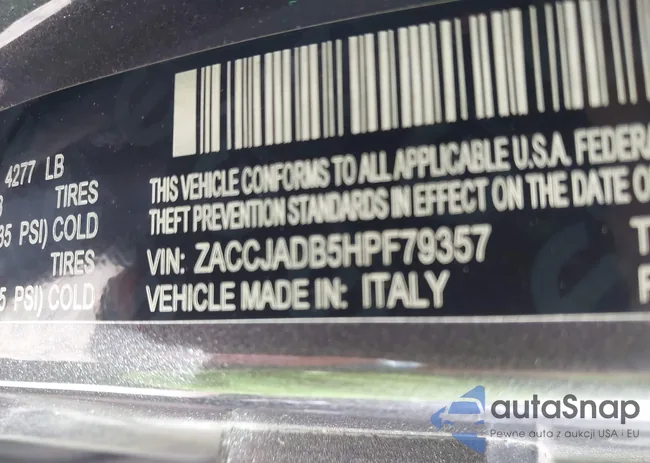 4277 LB
TIRES
35 PSI) COLD
TIRES
5 PSI) COLD
THIS VEHICLE CONFORMS TO ALL APPLICABLE U.S.A. FEDERA
THEFT PREVENTION STANDARDS IN EFFECT ON THE DATE O
VIN: ZACCJADB5HPF79357
VEHICLE MADE IN: ITALY
autaSnap
Pewne auta z aukcji USA i EU